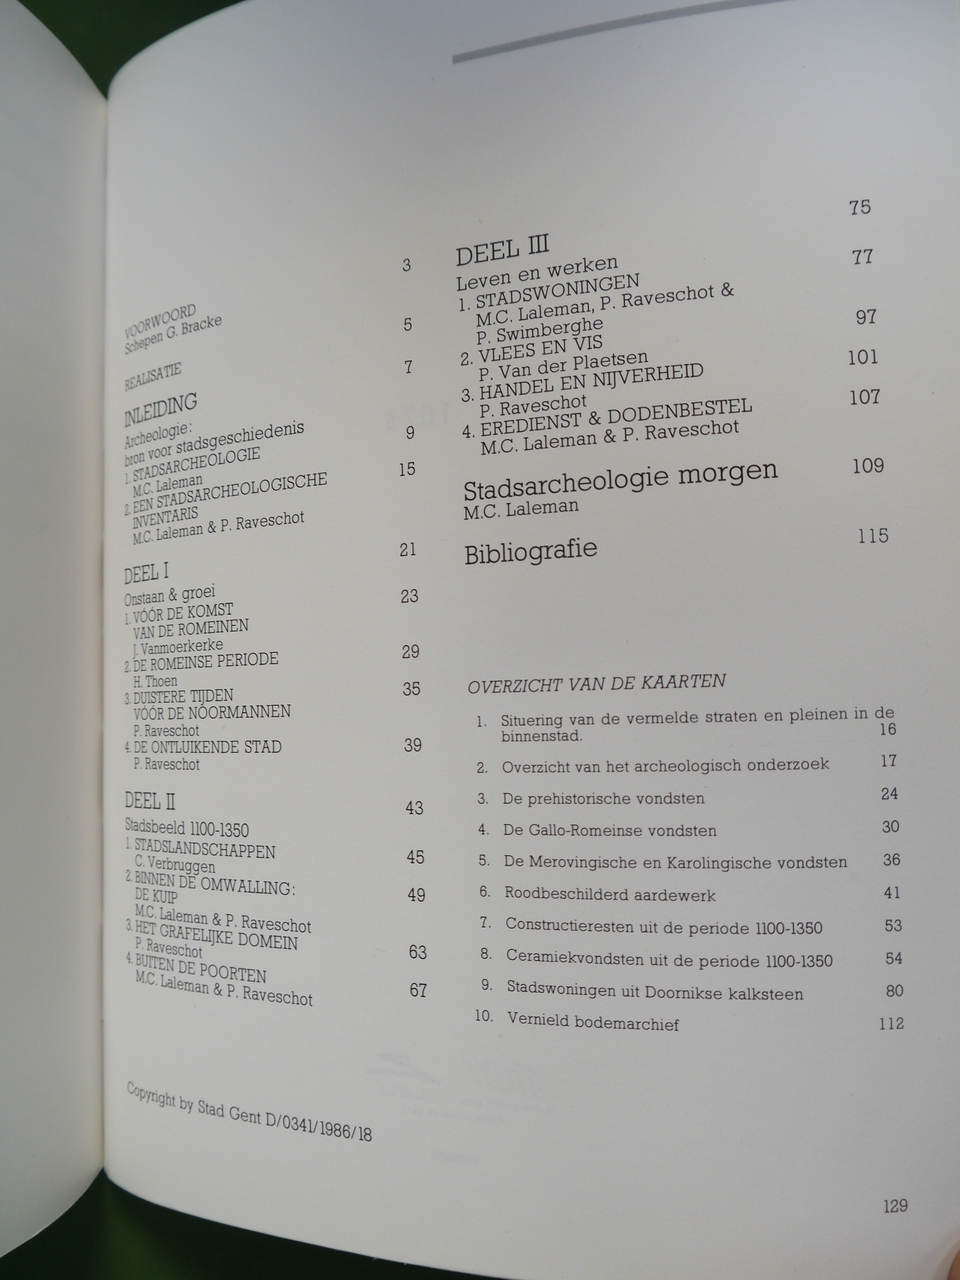 VOORWOORD 3
Schepen G. Bracke
REALISATIE 5
INLEIDING 7
Archeologie:
bron voor stadsgeschiedenis
1. STADSARCHEOLOGIE 9
M.C. Laleman
2. EEN STADSARCHEOLOGISCHE 15
INVENTARIS
M.C. Laleman & P. Raveschot
DEEL I 21
Onstaan & groei
1. VÓÓR DE KOMST 23
VAN DE ROMEINEN
J. Vanmoerkerke
2. DE ROMEINSE PERIODE 29
H. Thoen
3. DUISTERE TIJDEN 35
VÓÓR DE NOORMANNEN
P. Raveschot
4. DE ONTLUIKENDE STAD 39
P. Raveschot
DEEL II 43
Stadsbeeld 1100-1350
1. STADSLANDSCHAPPEN 45
C. Verbruggen
2. BINNEN DE OMWALLING: 49
DE KUIP
M.C. Laleman & P. Raveschot
3. HET GRAFELIJKE DOMEIN 63
P. Raveschot
4. BUITEN DE POORTEN 67
M.C. Laleman & P. Raveschot
Copyright by Stad Gent D/0341/1986/18
DEEL III 75
Leven en werken
1. STADSWONINGEN 77
M.C. Laleman, P. Raveschot &
P. Swimberghe
2. VLEES EN VIS 97
P. Van der Plaetsen
3. HANDEL EN NIJVERHEID 101
P. Raveschot
4. EREDIENST & DODENBESTEL 107
M.C. Laleman & P. Raveschot
Stadsarcheologie morgen 109
M.C. Laleman
Bibliografie 115
OVERZICHT VAN DE KAARTEN
1. Situering van de vermelde straten en pleinen in de
binnenstad. 16
2. Overzicht van het archeologisch onderzoek 17
3. De prehistorische vondsten 24
4. De Gallo-Romeinse vondsten 30
5. De Merovingische en Karolingische vondsten 36
6. Roodbeschilderd aardewerk 41
7. Constructieresten uit de periode 1100-1350 53
8. Ceramiekvondsten uit de periode 1100-1350 54
9. Stadswoningen uit Doornikse kalksteen 80
10. Vernield bodemarchief 112
129